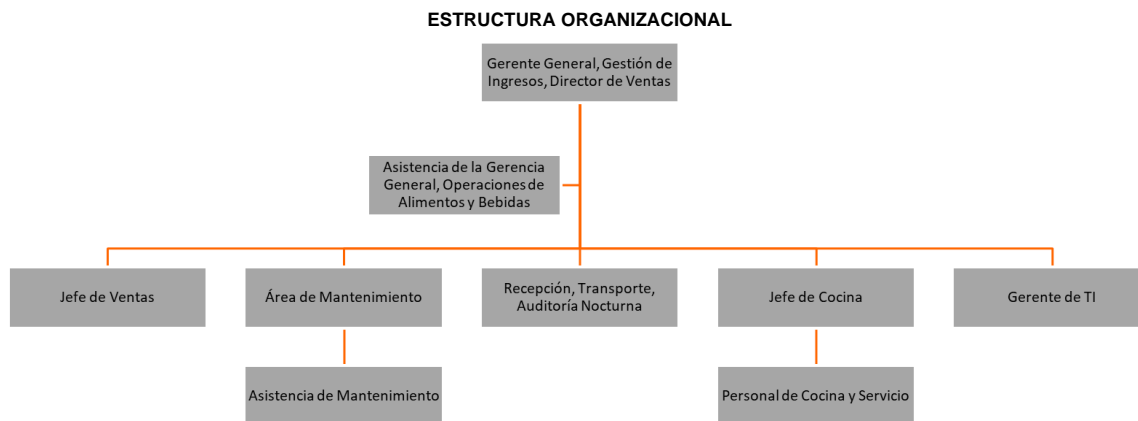 ESTRUCTURA ORGANIZACIONAL
Gerente General, Gestión de
Ingresos, Director de Ventas
Asistencia de la Gerencia
General, Operaciones de
Alimentos y Bebidas
Jefe de Ventas
Área de Mantenimiento
Recepción, Transporte,
Auditoría Nocturna
Jefe de Cocina
Gerente de TI
Asistencia de Mantenimiento
Personal de Cocina y Servicio